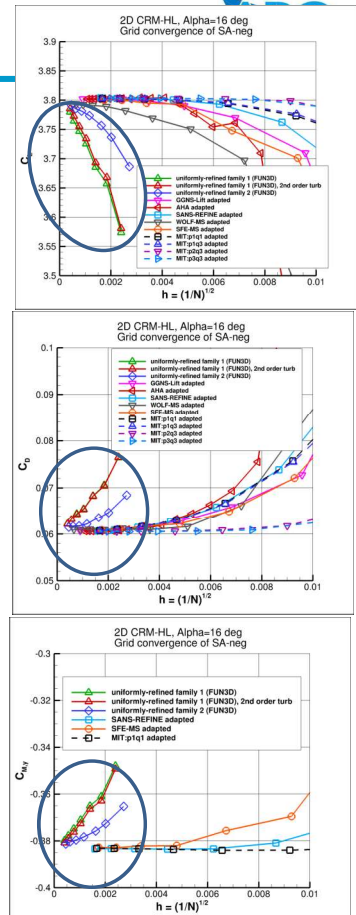 2D CRM-HL, Alpha=16 deg
Grid convergence of SA-neg
3.9
3.8
3.75
3.7
3.65
3.6
3.55
3.5
uniformly-refined family 1 (FUN3D)
uniformly-refined family 1 (FUN3D), 2nd order turb
uniformly-refined family 2 (FUN3D)
GGNS-Lift adapted
AHA adapted
SANS-REFINE adapted
WOLF-MS adapted
SFE-MS adapted
MIT:p1q1 adapted
MIT:p1q3 adapted
MIT:p2q3 adapted
MIT:p3q3 adapted
0 0.002 0.004 0.006 0.008 0.01
h = (1/N)^1/2
2D CRM-HL, Alpha=16 deg
Grid convergence of SA-neg
0.1
0.09
0.08
0.07
0.06
0.05
C_D
uniformly-refined family 1 (FUN3D)
uniformly-refined family 1 (FUN3D), 2nd order turb
uniformly-refined family 2 (FUN3D)
GGNS-Lift adapted
AHA adapted
SANS-REFINE adapted
WOLF-MS adapted
SFE-MS adapted
MIT:p1q1 adapted
MIT:p1q3 adapted
MIT:p2q3 adapted
MIT:p3q3 adapted
0 0.002 0.004 0.006 0.008 0.01
h = (1/N)^1/2
2D CRM-HL, Alpha=16 deg
Grid convergence of SA-neg
-0.3
-0.34
-0.36
-0.38
-0.4
C_M,y
uniformly-refined family 1 (FUN3D)
uniformly-refined family 1 (FUN3D), 2nd order turb
uniformly-refined family 2 (FUN3D)
SANS-REFINE adapted
SFE-MS adapted
MIT:p1q1 adapted
0 0.002 0.004 0.006 0.008 0.01
h = (1/N)^1/2